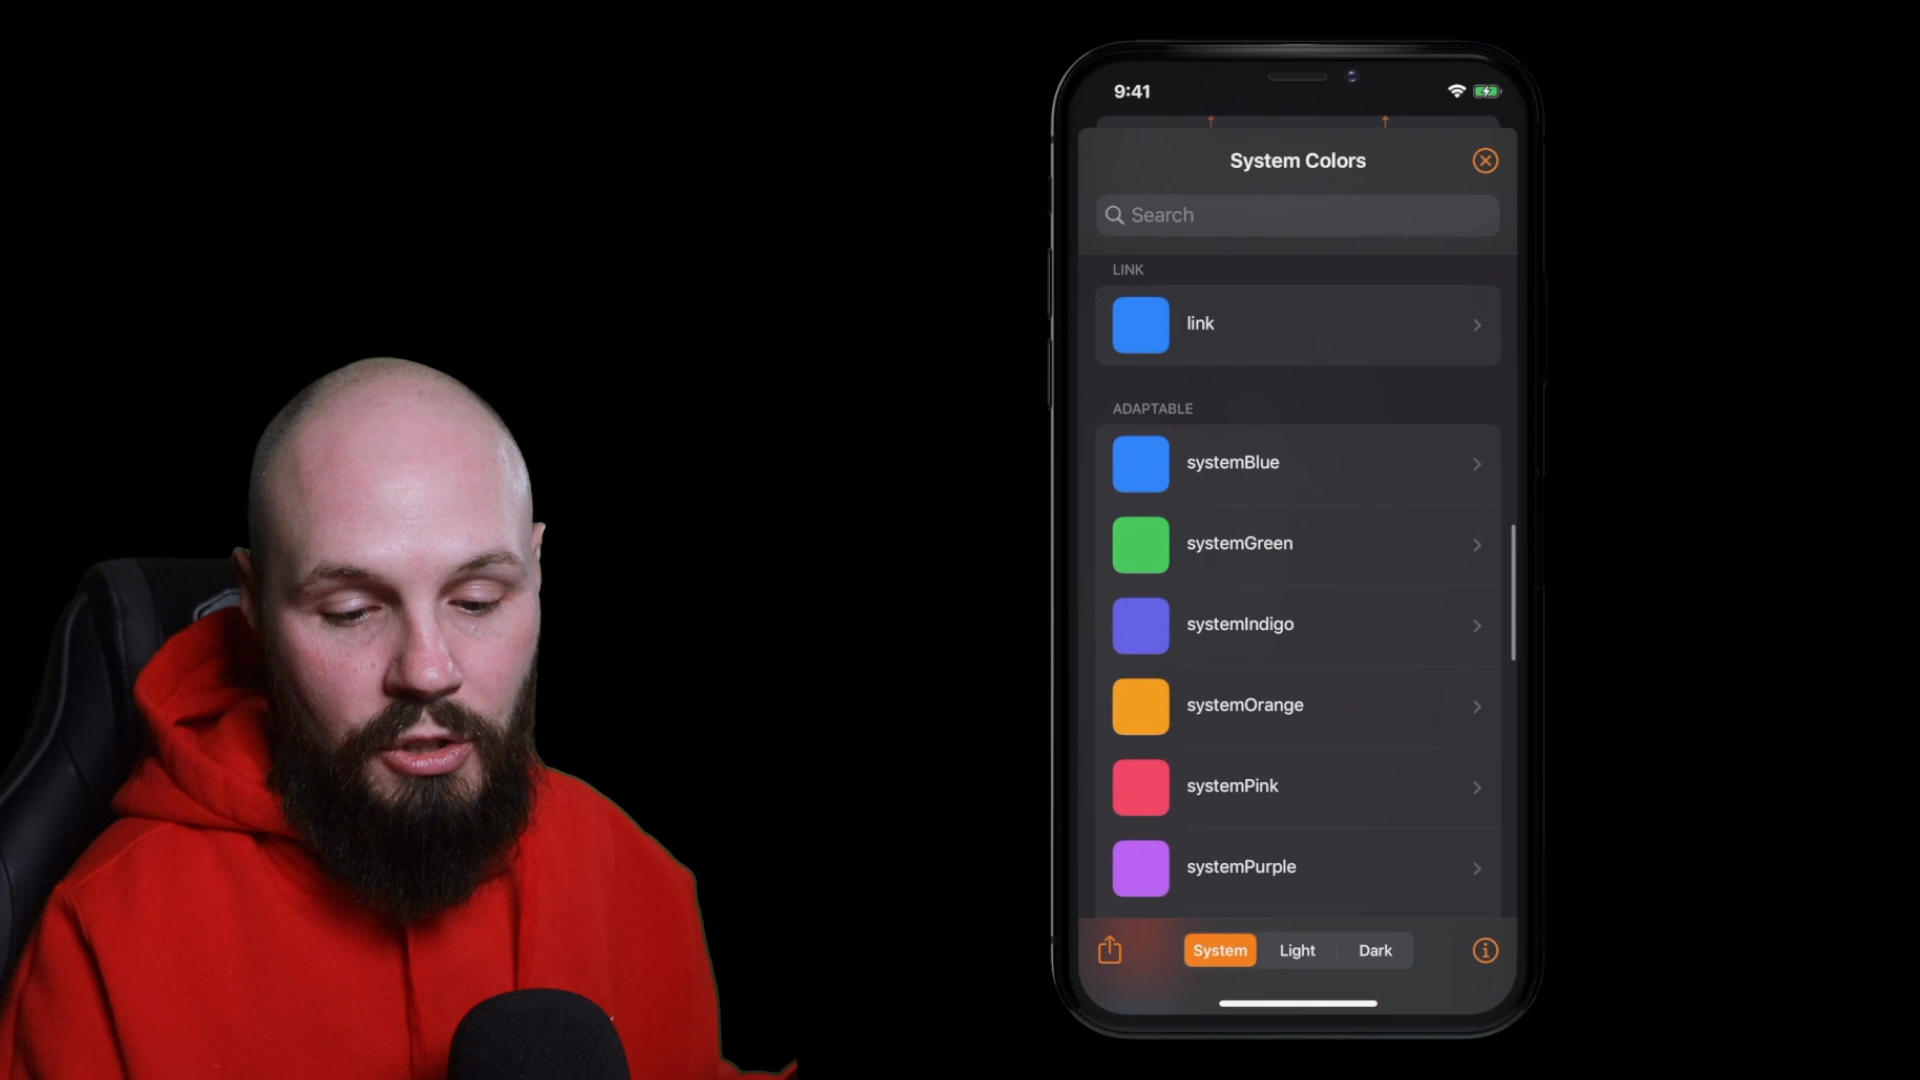 9:41
System Colors
Search
LINK
link
ADAPTABLE
systemBlue
systemGreen
systemIndigo
systemOrange
systemPink
systemPurple
System
Light
Dark